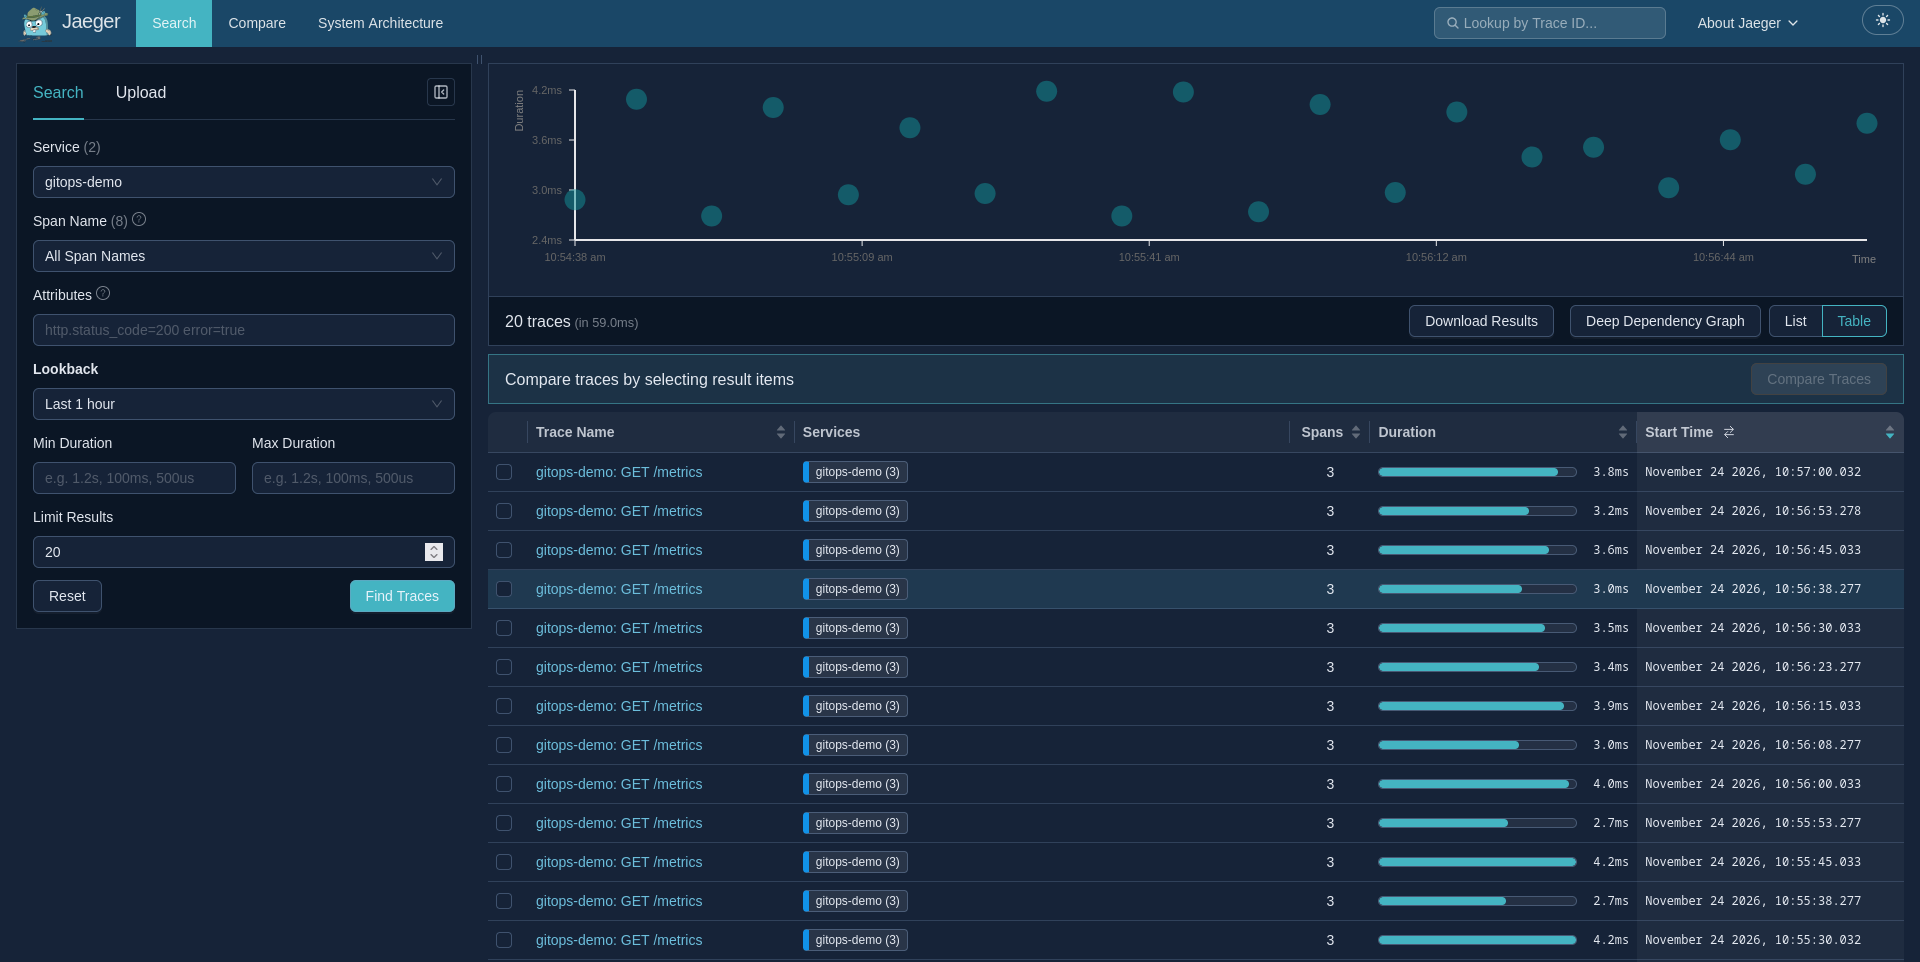 Jaeger
Search
Compare
System Architecture
Lookup by Trace ID...
About Jaeger
Search
Upload
Service (2)
gitops-demo
Span Name (8)
All Span Names
Attributes
http.status_code=200 error=true
Lookback
Last 1 hour
Min Duration
Max Duration
e.g. 1.2s, 100ms, 500us
e.g. 1.2s, 100ms, 500us
Limit Results
20
Reset
Find Traces
Duration
4.2ms
3.6ms
3.0ms
2.4ms
10:54:38 am
10:55:09 am
10:55:41 am
10:56:12 am
10:56:44 am
Time
20 traces (in 59.0ms)
Download Results
Deep Dependency Graph
List
Table
Compare traces by selecting result items
Compare Traces
Trace Name Services Spans Duration Start Time
gitops-demo: GET /metrics gitops-demo (3) 3 3.8ms November 24 2026, 10:57:00.032
gitops-demo: GET /metrics gitops-demo (3) 3 3.2ms November 24 2026, 10:56:53.278
gitops-demo: GET /metrics gitops-demo (3) 3 3.6ms November 24 2026, 10:56:45.033
gitops-demo: GET /metrics gitops-demo (3) 3 3.0ms November 24 2026, 10:56:38.277
gitops-demo: GET /metrics gitops-demo (3) 3 3.5ms November 24 2026, 10:56:30.033
gitops-demo: GET /metrics gitops-demo (3) 3 3.4ms November 24 2026, 10:56:23.277
gitops-demo: GET /metrics gitops-demo (3) 3 3.9ms November 24 2026, 10:56:15.033
gitops-demo: GET /metrics gitops-demo (3) 3 3.0ms November 24 2026, 10:56:08.277
gitops-demo: GET /metrics gitops-demo (3) 3 4.0ms November 24 2026, 10:56:00.033
gitops-demo: GET /metrics gitops-demo (3) 3 2.7ms November 24 2026, 10:55:53.277
gitops-demo: GET /metrics gitops-demo (3) 3 4.2ms November 24 2026, 10:55:45.033
gitops-demo: GET /metrics gitops-demo (3) 3 2.7ms November 24 2026, 10:55:38.277
gitops-demo: GET /metrics gitops-demo (3) 3 4.2ms November 24 2026, 10:55:30.032